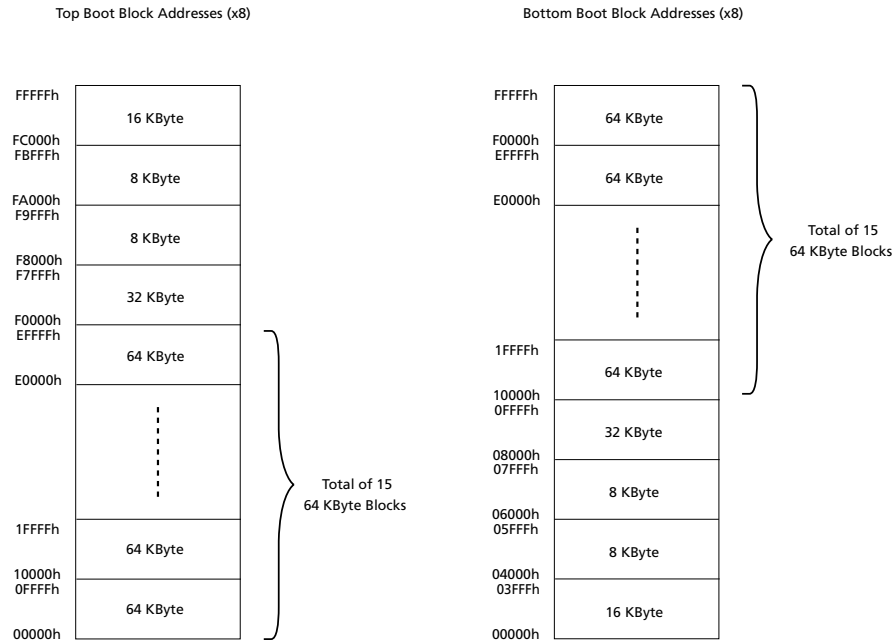 Top Boot Block Addresses (x8)
FFFFFh
16 KByte
FC000h
FBFFFh
8 KByte
FA000h
F9FFFh
8 KByte
F8000h
F7FFFh
32 KByte
F0000h
EFFFFh
64 KByte
E0000h
Total of 15
64 KByte Blocks
1FFFFh
64 KByte
10000h
0FFFFh
64 KByte
00000h
Bottom Boot Block Addresses (x8)
FFFFFh
64 KByte
F0000h
EFFFFh
64 KByte
E0000h
Total of 15
64 KByte Blocks
1FFFFh
64 KByte
10000h
0FFFFh
32 KByte
08000h
07FFFh
8 KByte
06000h
05FFFh
8 KByte
04000h
03FFFh
16 KByte
00000h